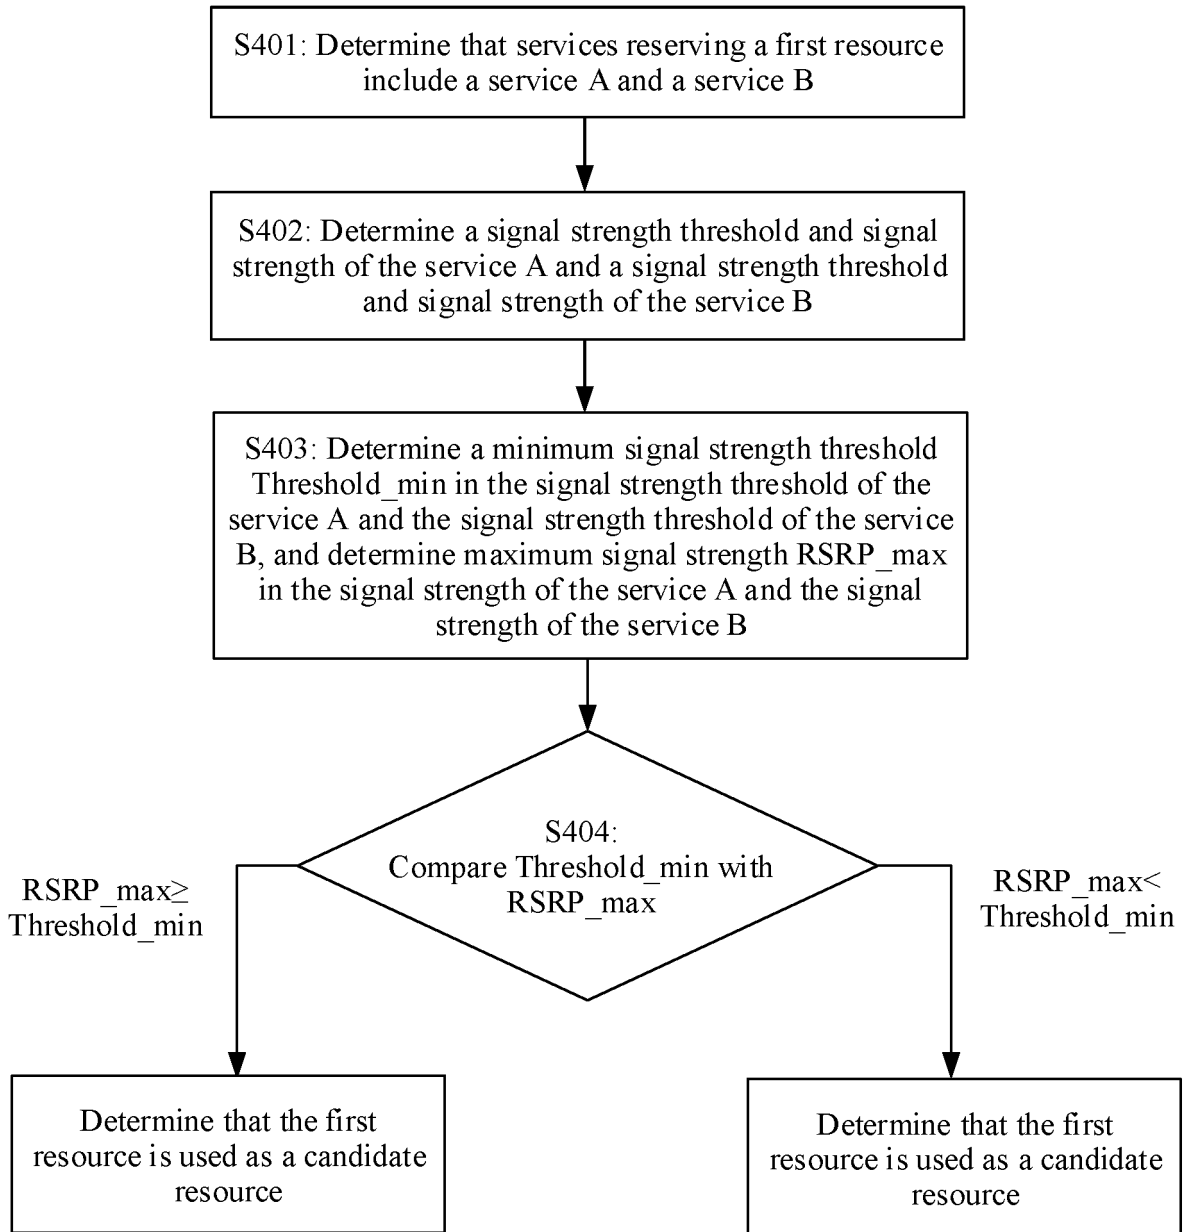 S401: Determine that services reserving a first resource
include a service A and a service B
S402: Determine a signal strength threshold and signal
strength of the service A and a signal strength threshold
and signal strength of the service B
S403: Determine a minimum signal strength threshold
Threshold_min in the signal strength threshold of the
service A and the signal strength threshold of the service
B, and determine maximum signal strength RSRP_max
in the signal strength of the service A and the signal
strength of the service B
S404:
Compare Threshold_min with
RSRP_max
RSRP_max≥
Threshold_min
RSRP_max<
Threshold_min
Determine that the first
resource is used as a candidate
resource
Determine that the first
resource is used as a candidate
resource